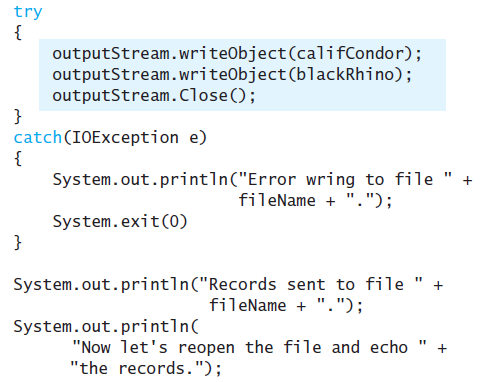 try
{
    outputStream.writeObject(califCondor);
    outputStream.writeObject(blackRhino);
    outputStream.Close();
}
catch(IOException e)
{
    System.out.println("Error wring to file " +
                        fileName + ".");
    System.exit(0)
}

System.out.println("Records sent to file " +
                    fileName + ".");
System.out.println(
      "Now let's reopen the file and echo " +
      "the records.");